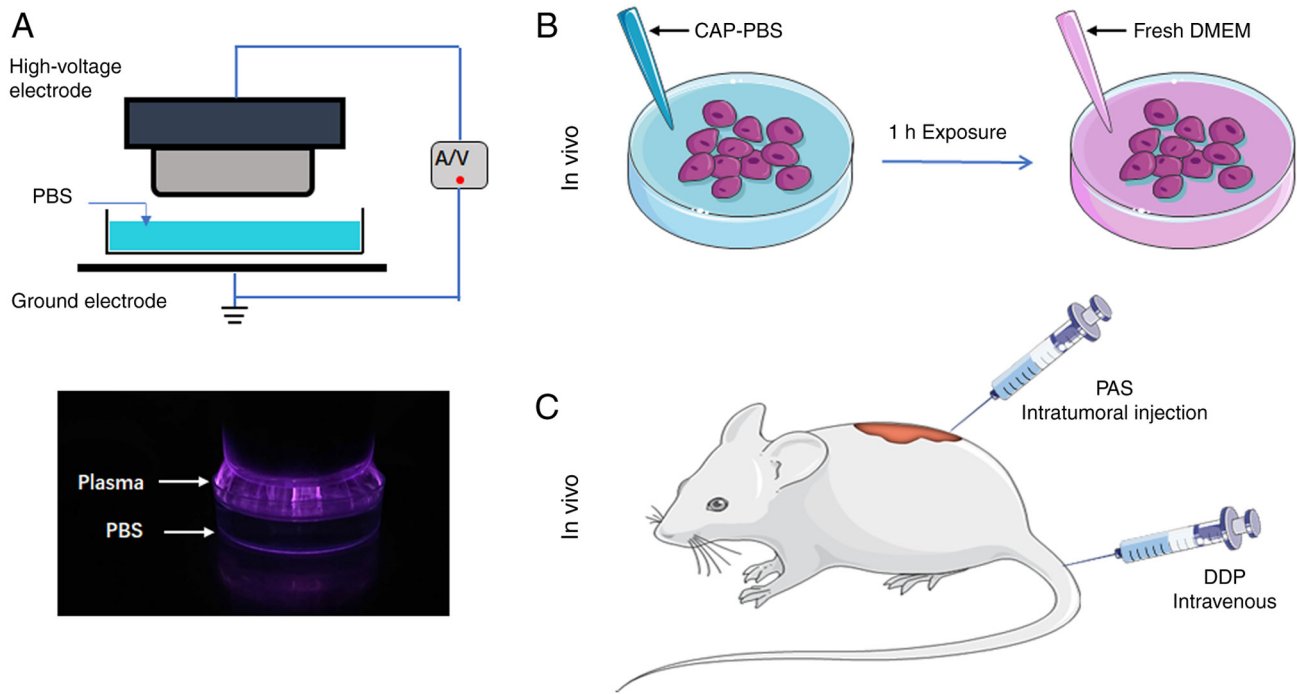 A
High-voltage
electrode
A/V
PBS
Ground electrode
Plasma
PBS
B
CAP-PBS
Fresh DMEM
1 h Exposure
In vivo
C
PAS
Intratumoral injection
In vivo
DDP
Intravenous